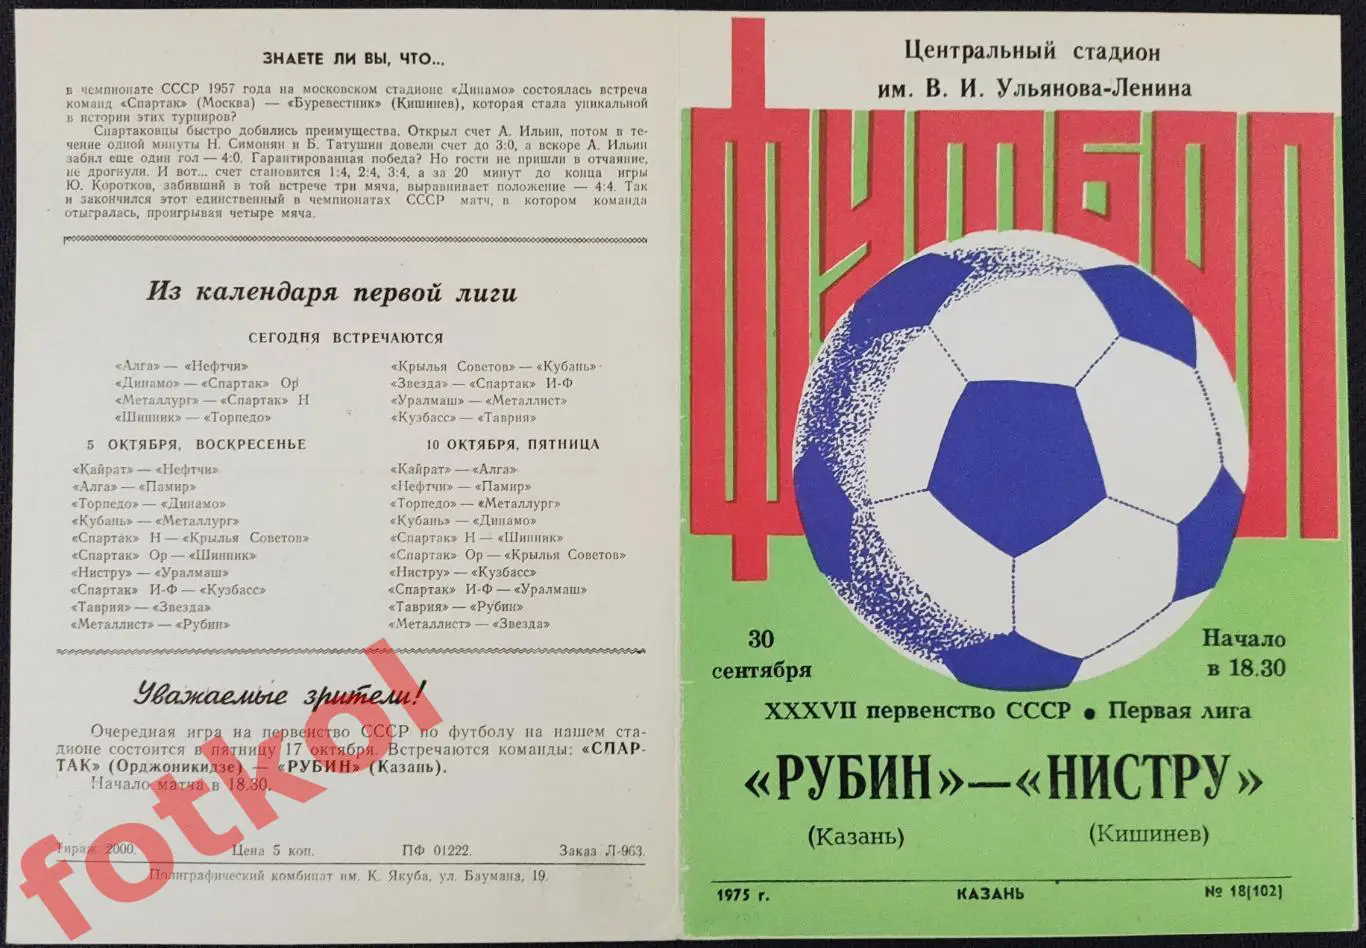 ЗНАЕТЕ ЛИ ВЫ, ЧТО...
в чемпионате СССР 1957 года на московском стадионе «Динамо» состоялась встреча
команд «Спартак» (Москва) — «Буревестник» (Кишинев), которая стала уникальной
в истории этих турниров?
Спартаковцы быстро добились преимущества. Открыл счет А. Ильин, потом в те-
чение одной минуты Н. Симонян и Б. Татушин довели счет до 3:0, а вскоре А. Ильин
забил еще один гол — 4:0. Гарантированная победа? Но гости не пришли в отчаяние,
не дрогнули. И вот... счет становится 1:4, 2:4, 3:4, а за 20 минут до конца игры
Ю. Коротков, забивший в той встрече три мяча, выравнивает положение — 4:4. Так
и закончился этот единственный в чемпионатах СССР матч, в котором команда
отыгралась, проигрывая четыре мяча.
Из календаря первой лиги
СЕГОДНЯ ВСТРЕЧАЮТСЯ
«Алга» — «Нефтчи»
«Динамо» — «Спартак» Ор
«Металлург» — «Спартак» Н
«Шинник» — «Торпедо»
«Крылья Советов» — «Кубань»
«Звезда» — «Спартак» И-Ф
«Уралмаш» — «Металлист»
«Кузбасс» — «Таврия»
5 ОКТЯБРЯ, ВОСКРЕСЕНЬЕ
«Кайрат» — «Нефтчи»
«Алга» — «Памир»
«Торпедо» — «Динамо»
«Кубань» — «Металлург»
«Спартак» Н — «Крылья Советов»
«Спартак» Ор — «Шинник»
«Нистру» — «Уралмаш»
«Спартак» И-Ф — «Кузбасс»
«Таврия» — «Звезда»
«Металлист» — «Рубин»
10 ОКТЯБРЯ, ПЯТНИЦА
«Кайрат» — «Алга»
«Нефтчи» — «Памир»
«Торпедо» — «Металлург»
«Кубань» — «Динамо»
«Спартак» Н — «Шинник»
«Спартак» Ор — «Крылья Советов»
«Нистру» — «Кузбасс»
«Спартак» И-Ф — «Уралмаш»
«Таврия» — «Рубин»
«Металлист» — «Звезда»
Уважаемые зрители!
Очередная игра на первенство СССР по футболу на нашем ста-
дионе состоится в пятницу 17 октября. Встречаются команды: «СПАР-
ТАК» (Орджоникидзе) — «РУБИН» (Казань).
Начало матча в 18.30.
Тираж 2000. Цена 5 коп. ПФ 01222. Заказ Л-963.
Полиграфический комбинат им. К. Якуба, ул. Баумана, 19.
fotkol
Центральный стадион
им. В. И. Ульянова-Ленина
ФУТБОЛ
30
сентября
Начало
в 18.30
XXXVII первенство СССР • Первая лига
«РУБИН»—«НИСТРУ»
(Казань) (Кишинев)
1975 г. КАЗАНЬ № 18(102)